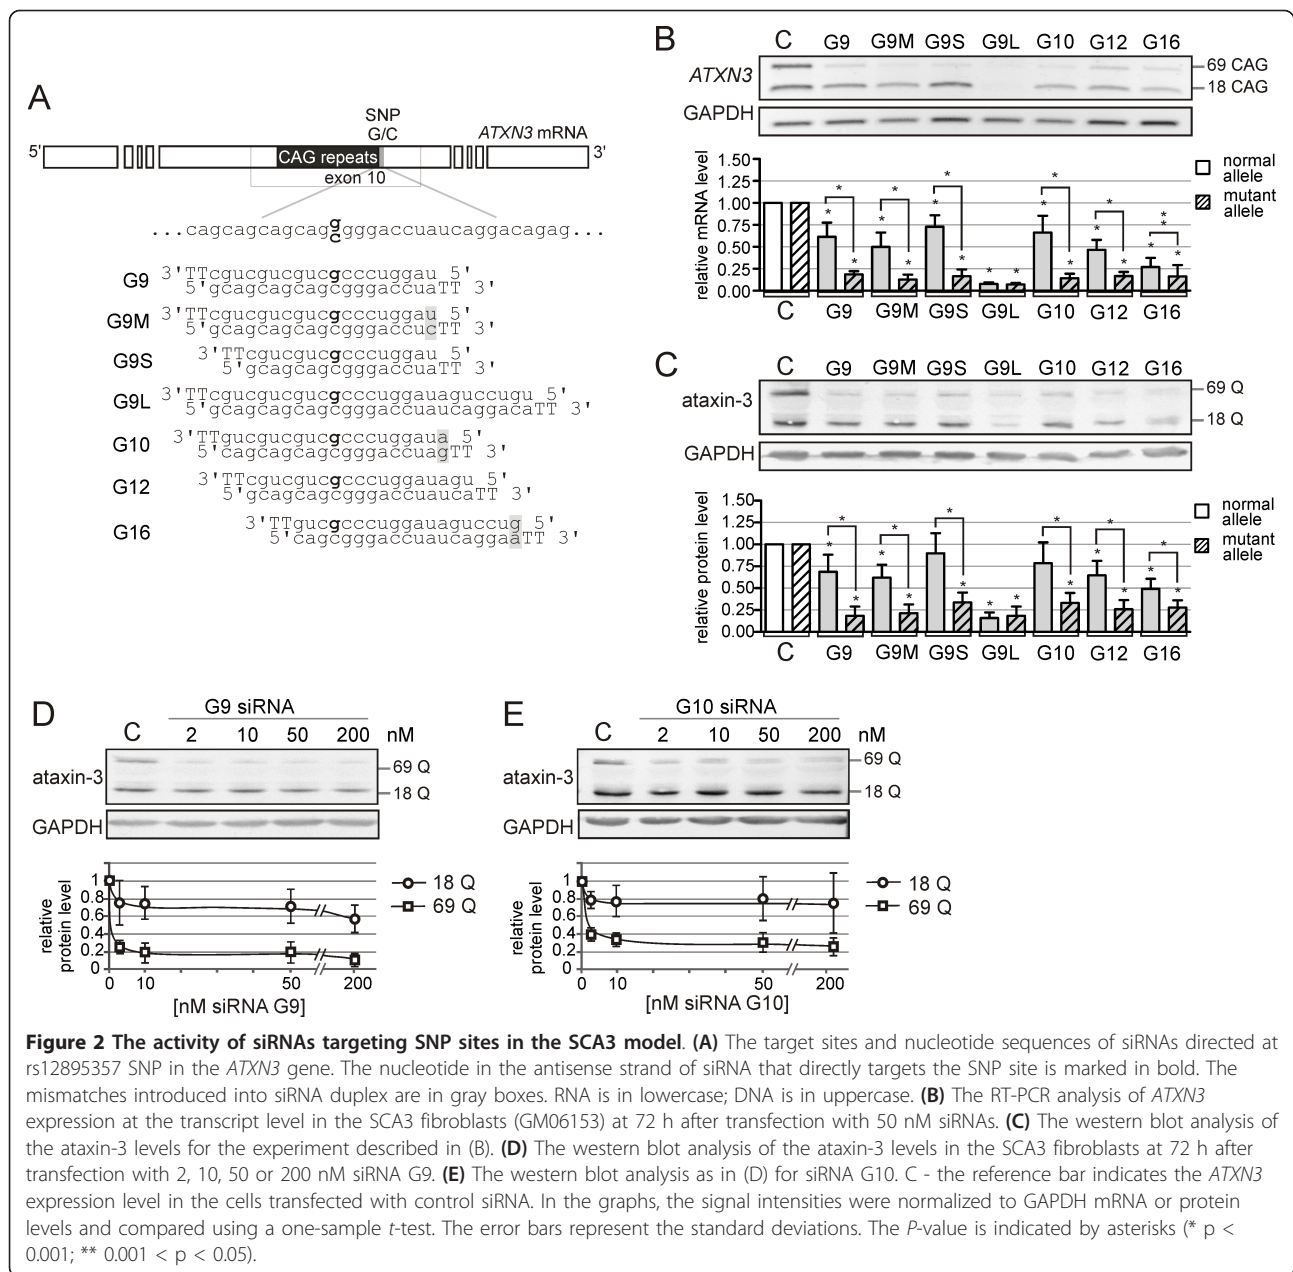 A
SNP
G/C
ATXN3 mRNA
5'
CAG repeats
3'
exon 10
g
...cagcagcagcag gggaccuaucaggacagag...
c
G9
3'TTcgucgucgucgcccuggau 5'
5'gcagcagcagcgggaccuaTT 3'
G9M
3'TTcgucgucgucgcccuggau 5'
5'gcagcagcagcgggaccucTT 3'
G9S
3'TTcgucgucgcccuggau 5'
5'gcagcagcgggaccuaTT 3'
G9L
3'TTcgucgucgucgcccuggauaguccugu 5'
5'gcagcagcagcgggaccuaucaggacaTT 3'
G10
3'TTgucgucgucgcccuggaua 5'
5'cagcagcagcgggaccuagTT 3'
G12
3'TTcgucgucgcccuggauagu 5'
5'gcagcagcgggaccuaucaTT 3'
G16
3'TTgucgcccuggauaguccug 5'
5'cagcgggaccuaucaggaaTT 3'
B
C G9 G9M G9S G9L G10 G12 G16
ATXN3
69 CAG
18 CAG
GAPDH
relative mRNA level
1.50
1.25
1.00
0.75
0.50
0.25
0.00
* * * * * * * * * * * * * * * * * * * * * *
normal allele
mutant allele
C G9 G9M G9S G9L G10 G12 G16
C
C G9 G9M G9S G9L G10 G12 G16
ataxin-3
69 Q
18 Q
GAPDH
relative protein level
1.50
1.25
1.00
0.75
0.50
0.25
0.00
* * * * * * * * * * * * * * * * * *
normal allele
mutant allele
C G9 G9M G9S G9L G10 G12 G16
D
G9 siRNA
C 2 10 50 200 nM
ataxin-3
69 Q
18 Q
GAPDH
relative protein level
1
0.8
0.6
0.4
0.2
0
0 10 50 200
[nM siRNA G9]
18 Q
69 Q
E
G10 siRNA
C 2 10 50 200 nM
ataxin-3
69 Q
18 Q
GAPDH
relative protein level
1
0.8
0.6
0.4
0.2
0
0 10 50 200
[nM siRNA G10]
18 Q
69 Q
Figure 2 The activity of siRNAs targeting SNP sites in the SCA3 model. (A) The target sites and nucleotide sequences of siRNAs directed at
rs12895357 SNP in the ATXN3 gene. The nucleotide in the antisense strand of siRNA that directly targets the SNP site is marked in bold. The
mismatches introduced into siRNA duplex are in gray boxes. RNA is in lowercase; DNA is in uppercase. (B) The RT-PCR analysis of ATXN3
expression at the transcript level in the SCA3 fibroblasts (GM06153) at 72 h after transfection with 50 nM siRNAs. (C) The western blot analysis of
the ataxin-3 levels for the experiment described in (B). (D) The western blot analysis of the ataxin-3 levels in the SCA3 fibroblasts at 72 h after
transfection with 2, 10, 50 or 200 nM siRNA G9. (E) The western blot analysis as in (D) for siRNA G10. C - the reference bar indicates the ATXN3
expression level in the cells transfected with control siRNA. In the graphs, the signal intensities were normalized to GAPDH mRNA or protein
levels and compared using a one-sample t-test. The error bars represent the standard deviations. The P-value is indicated by asterisks (* p <
0.001; ** 0.001 < p < 0.05).